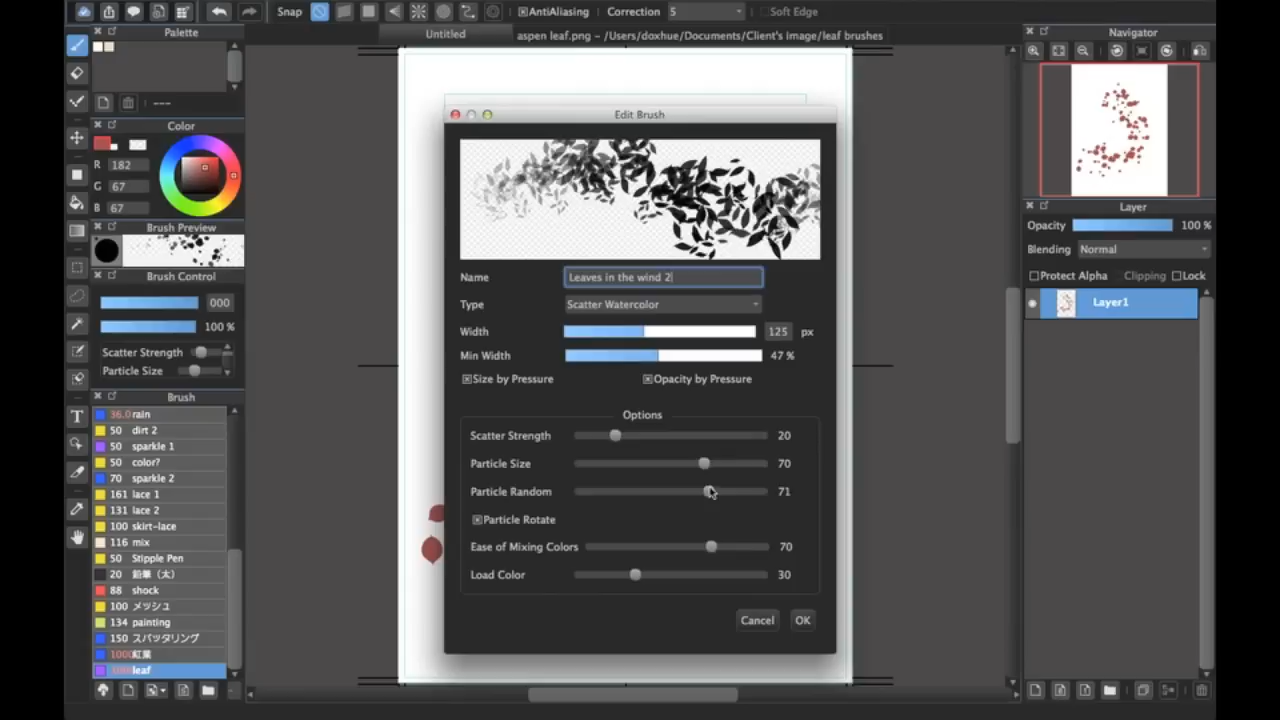 Snap
AntiAliasing
Correction
5
Soft Edge
Palette
Untitled
aspen leaf.png - /Users/doxhue/Documents/Client's image/leaf brushes
Navigator
---
Color
R 182
G 67
B 67
Brush Preview
Brush Control
000
100 %
Scatter Strength
Particle Size
Brush
36.0 rain
50 dirt 2
50 sparkle 1
50 color?
70 sparkle 2
161 lace 1
131 lace 2
100 skirt-lace
116 mix
50 Stipple Pen
20 鉛筆（太）
88 shock
100 メッシュ
134 painting
150 スパッタリング
紅葉
leaf
Edit Brush
Name
Leaves in the wind 2
Type
Scatter Watercolor
Width
125 px
Min Width
47 %
Size by Pressure
Opacity by Pressure
Options
Scatter Strength
20
Particle Size
70
Particle Random
71
Particle Rotate
Ease of Mixing Colors
70
Load Color
30
Cancel
OK
Layer
Opacity
100 %
Blending
Normal
Protect Alpha
Clipping
Lock
Layer1
T